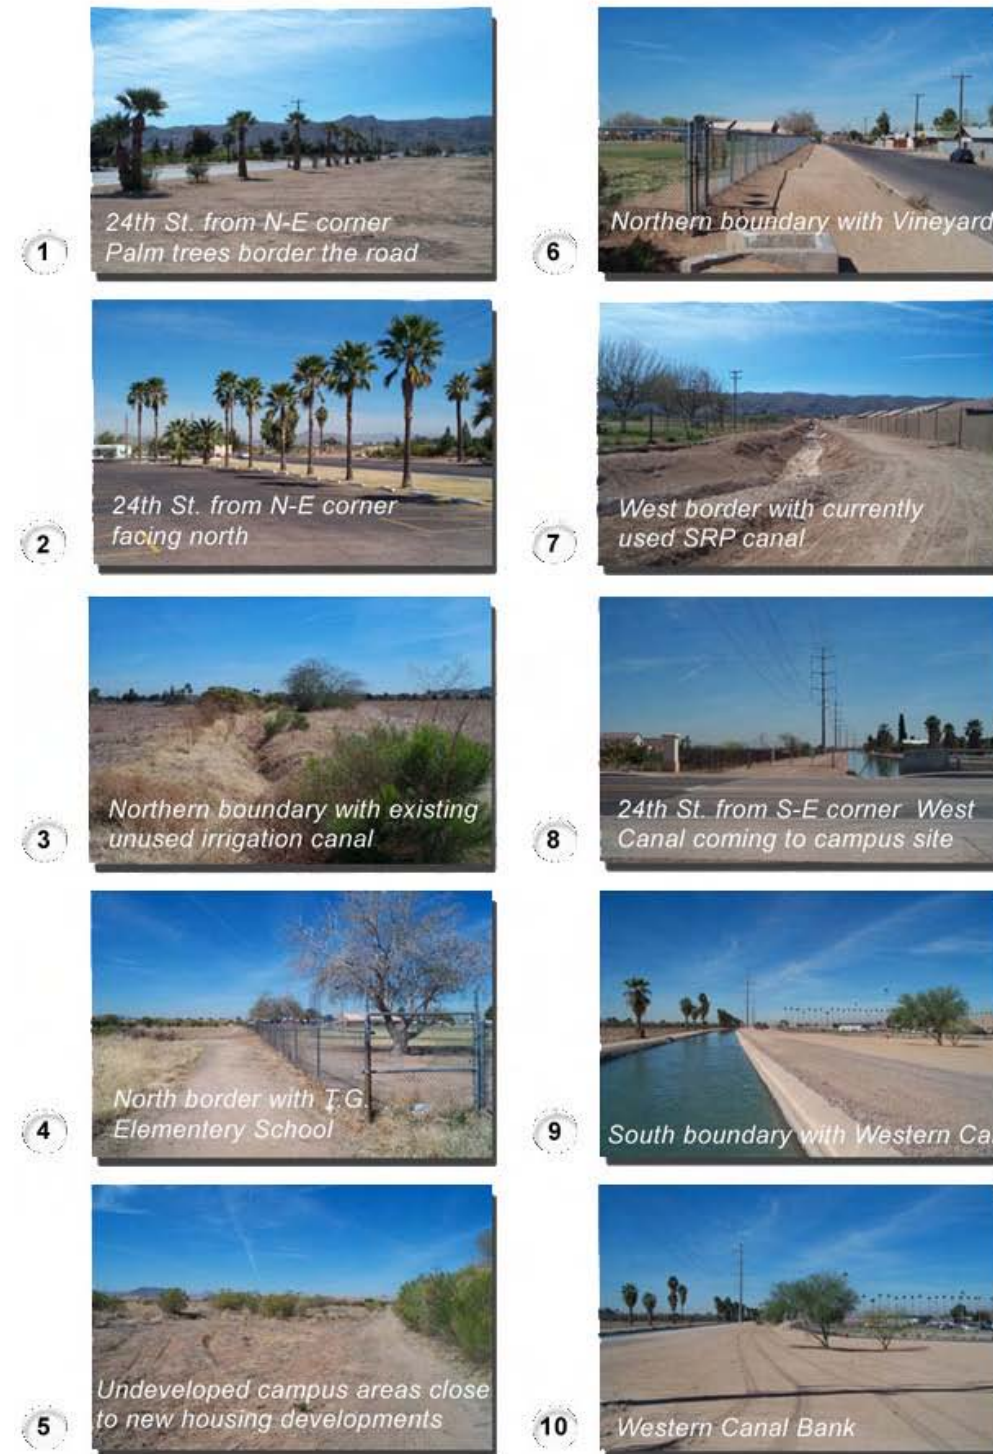 1
24th St. from N-E corner
Palm trees border the road
2
24th St. from N-E corner
facing north
3
Northern boundary with existing
unused irrigation canal
4
North border with T.G.
Elementery School
5
Undeveloped campus areas close
to new housing developments
6
Northern boundary with Vineyard
7
West border with currently
used SRP canal
8
24th St. from S-E corner West
Canal coming to campus site
9
South boundary with Western Ca
10
Western Canal Bank